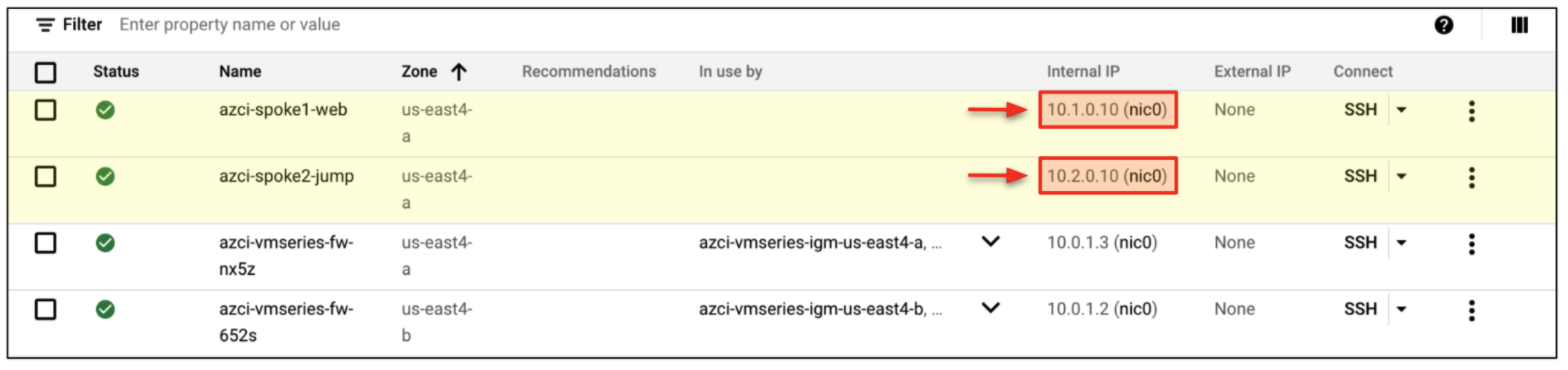 Filter Enter property name or value ?
Status Name Zone ↑ Recommendations In use by Internal IP External IP Connect
azci-spoke1-web us-east4- 10.1.0.10 (nic0) None SSH
a
azci-spoke2-jump us-east4- 10.2.0.10 (nic0) None SSH
a
azci-vmseries-fw- us-east4- azci-vmseries-igm-us-east4-a, ... 10.0.1.3 (nic0) None SSH
nx5z a
azci-vmseries-fw- us-east4- azci-vmseries-igm-us-east4-b, ... 10.0.1.2 (nic0) None SSH
652s b